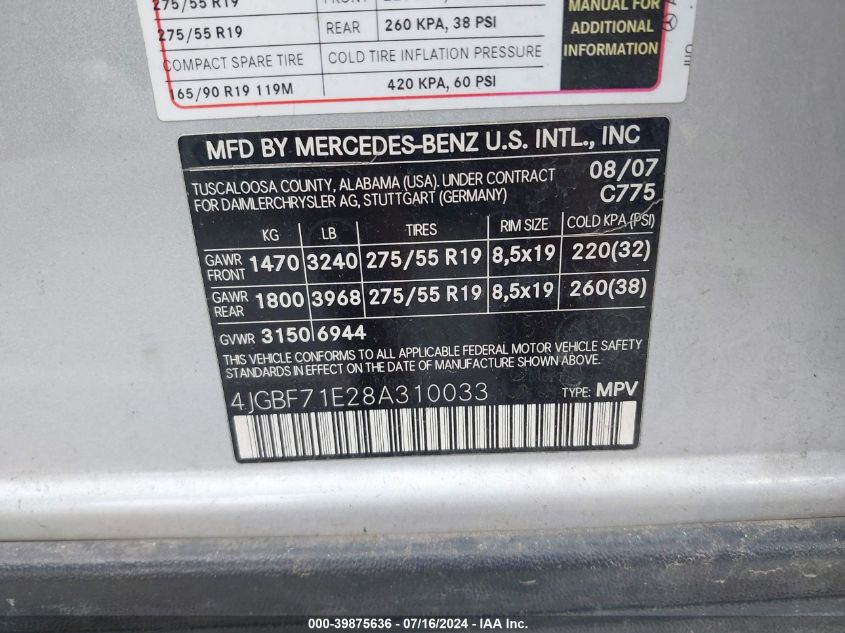 275/55 R19 FRONT
275/55 R19 REAR 260 KPA, 38 PSI
COMPACT SPARE TIRE COLD TIRE INFLATION PRESSURE
165/90 R19 119M 420 KPA, 60 PSI
MANUAL FOR
ADDITIONAL
INFORMATION
MFD BY MERCEDES-BENZ U.S. INTL., INC
TUSCALOOSA COUNTY, ALABAMA (USA). UNDER CONTRACT 08/07
FOR DAIMLERCHRYSLER AG, STUTTGART (GERMANY) C775
KG LB TIRES RIM SIZE COLD KPA (PSI)
GAWR FRONT 1470 3240 275/55 R19 8,5x19 220(32)
GAWR REAR 1800 3968 275/55 R19 8,5x19 260(38)
GVWR 3150 6944
THIS VEHICLE CONFORMS TO ALL APPLICABLE FEDERAL MOTOR VEHICLE SAFETY
STANDARDS IN EFFECT ON THE DATE OF MANUFACTURE SHOWN ABOVE.
4JGBF71E28A310033 TYPE: MPV
000-39875636 - 07/16/2024 - IAA Inc.